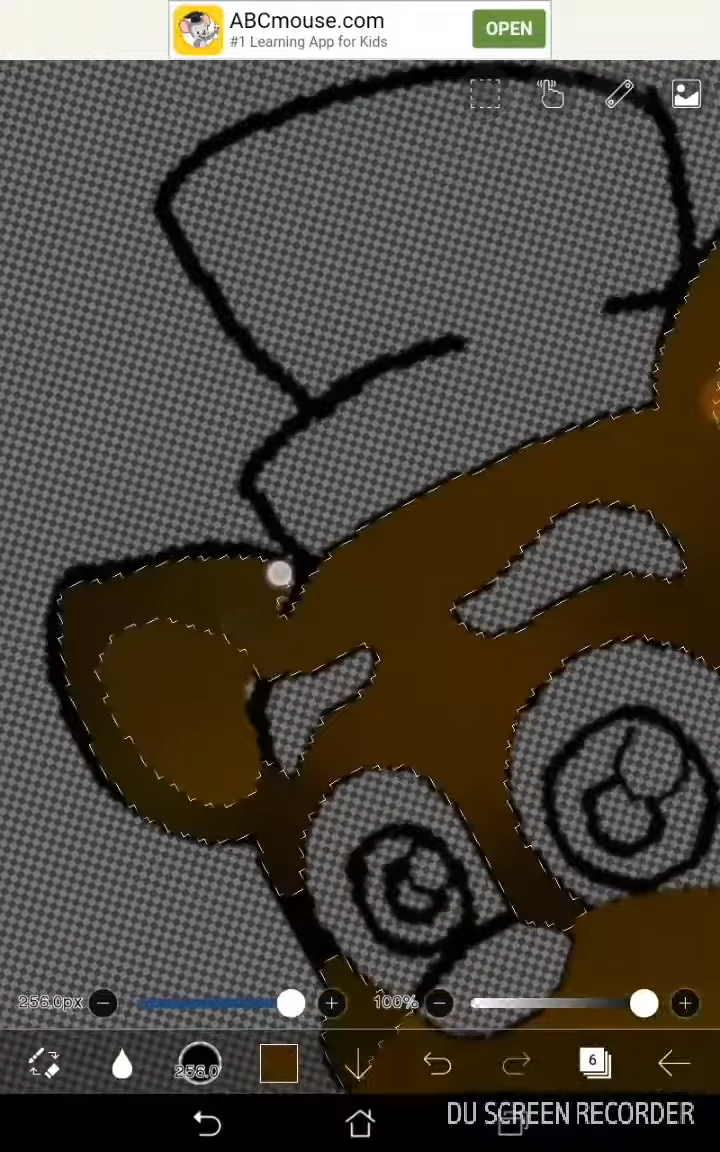 ABCmouse.com
#1 Learning App for Kids
OPEN
256.0px
100%
256.0
6
DU SCREEN RECORDER